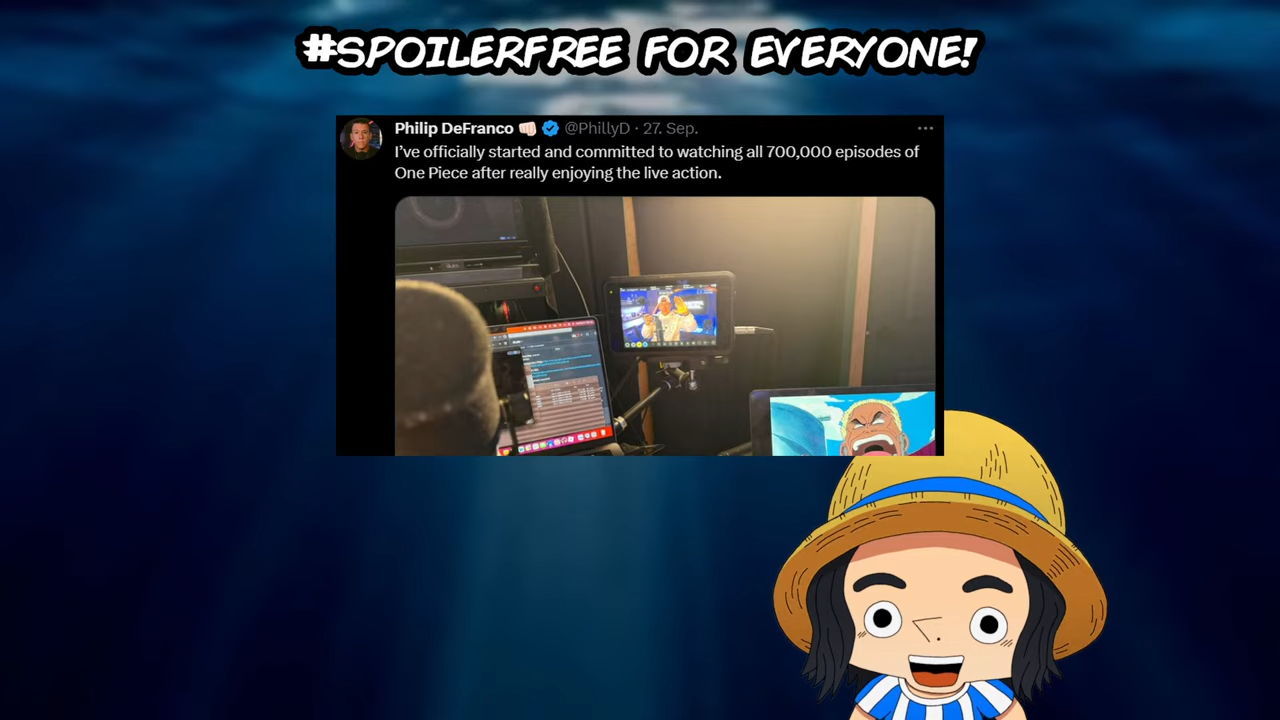 #SPOILERFREE FOR EVERYONE!
Philip DeFranco 👊🏻 @PhillyD · 27. Sep.
I've officially started and committed to watching all 700,000 episodes of
One Piece after really enjoying the live action.